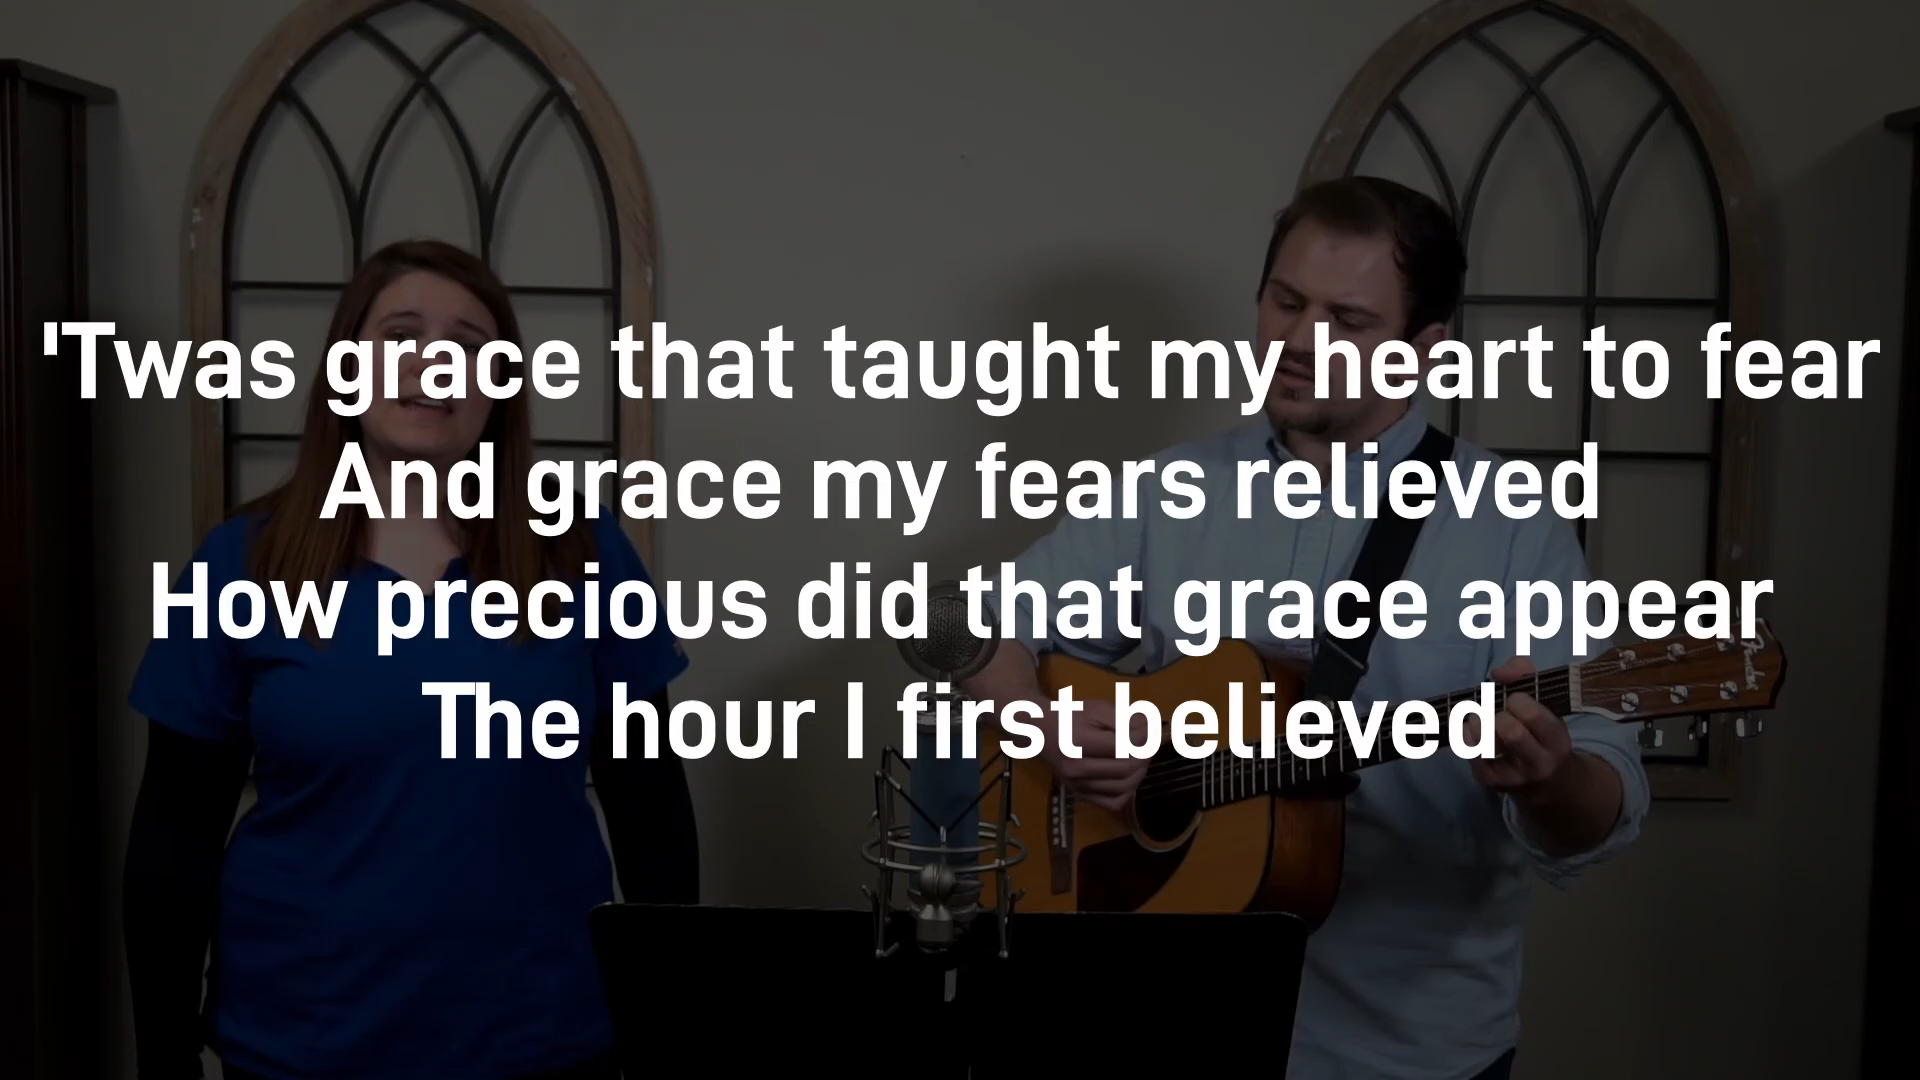 'Twas grace that taught my heart to fear
And grace my fears relieved
How precious did that grace appear
The hour I first believed
Fender